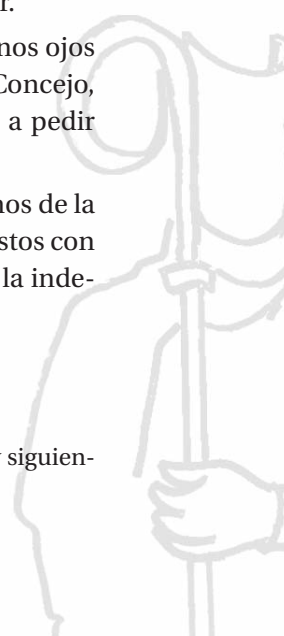 r.
nos ojos
Concejo,
a pedir
nos de la
stos con
la inde-
siguien-